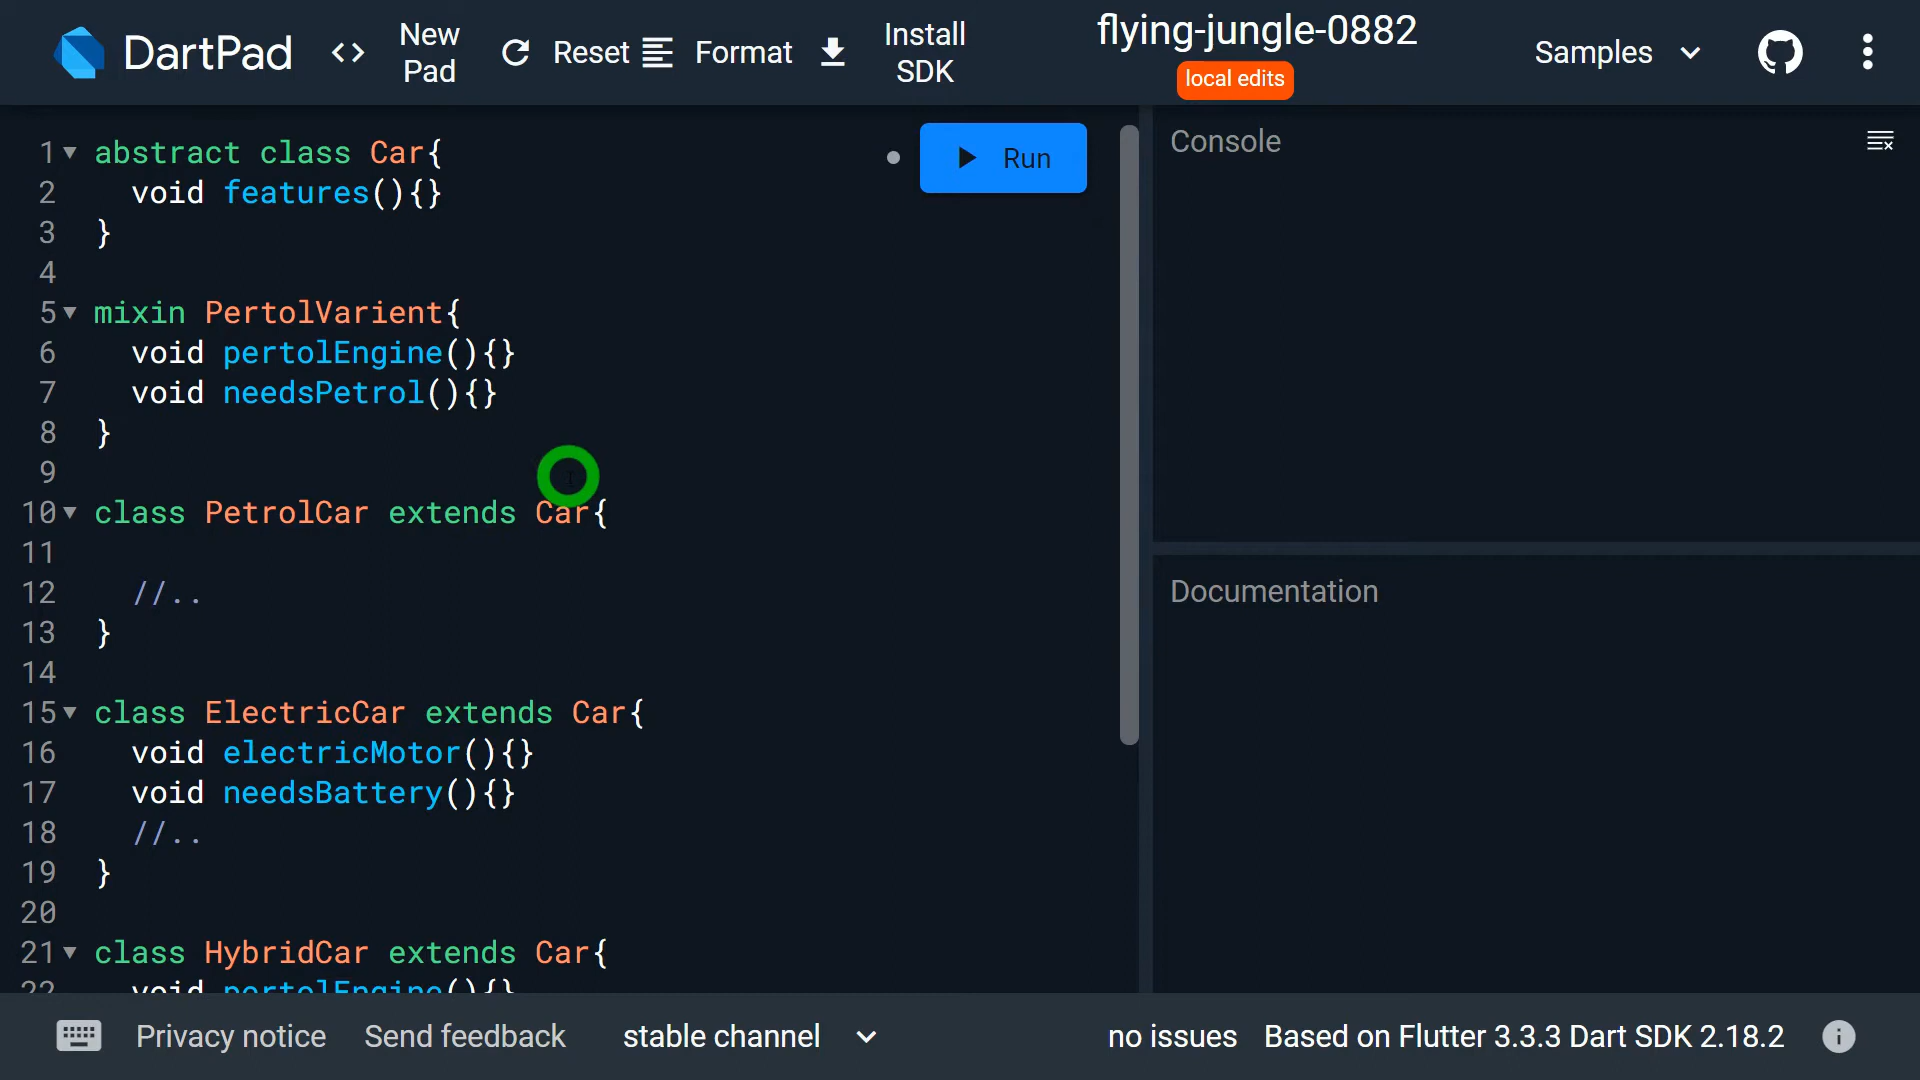 DartPad
<> New Pad
Reset
Format
Install SDK
flying-jungle-0882
local edits
Samples
Run
1 abstract class Car{
2 void features(){}
3 }
4
5 mixin PertolVarient{
6 void pertolEngine(){}
7 void needsPetrol(){}
8 }
9
10 class PetrolCar extends Car{
11
12 //..
13 }
14
15 class ElectricCar extends Car{
16 void electricMotor(){}
17 void needsBattery(){}
18 //..
19 }
20
21 class HybridCar extends Car{
22 void pertolEngine(){}
Console
Documentation
Privacy notice
Send feedback
stable channel
no issues
Based on Flutter 3.3.3 Dart SDK 2.18.2